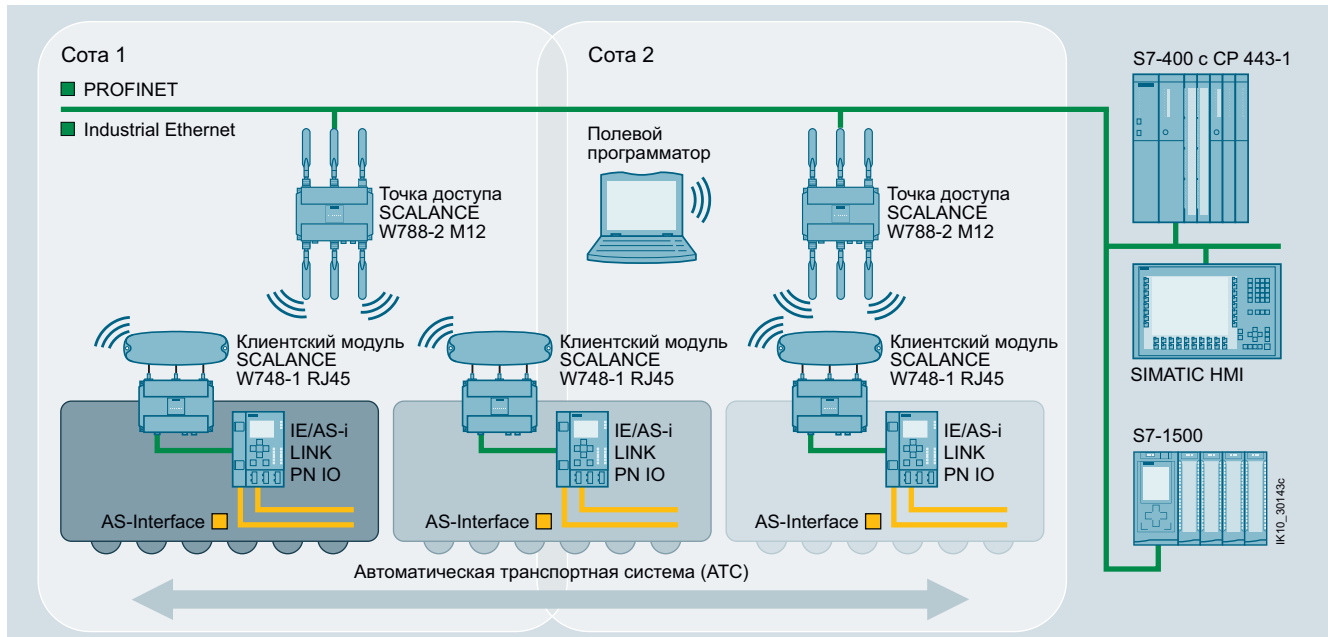 Сота 1
Сота 2
S7-400 с CP 443-1
PROFINET
Industrial Ethernet
Полевой
программатор
Точка доступа
SCALANCE
W788-2 M12
Точка доступа
SCALANCE
W788-2 M12
SIMATIC HMI
Клиентский модуль
SCALANCE
W748-1 RJ45
Клиентский модуль
SCALANCE
W748-1 RJ45
Клиентский модуль
SCALANCE
W748-1 RJ45
S7-1500
IE/AS-i
LINK
PN IO
IE/AS-i
LINK
PN IO
IE/AS-i
LINK
PN IO
AS-Interface
AS-Interface
AS-Interface
IK10_30143c
Автоматическая транспортная система (АТС)